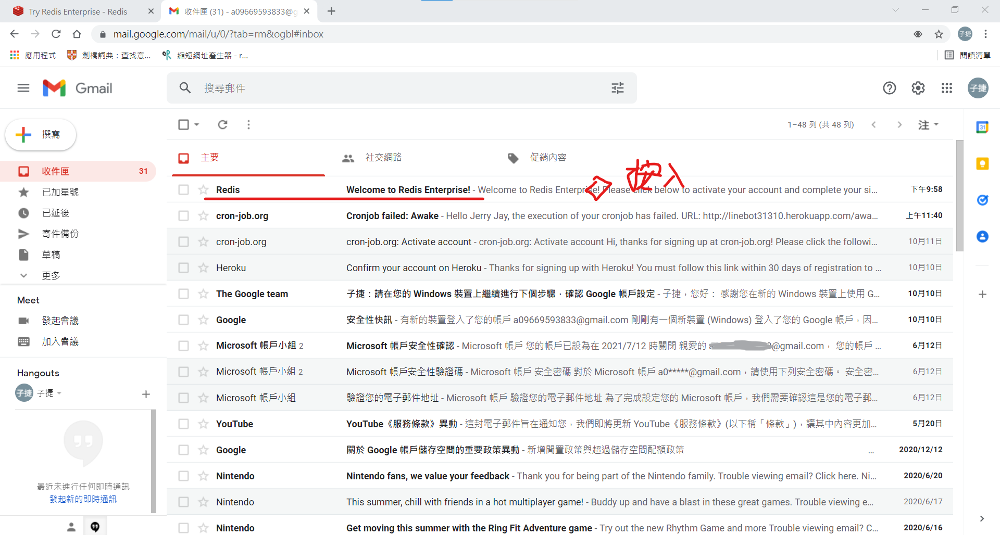 Try Redis Enterprise - Redis
收件匣 (31) - a09669593833@g
mail.google.com/mail/u/0/?tab=rm&ogbl#inbox
子捷
應用程式
劍橋詞典：查找意...
縮短網址產生器 - r...
閱讀清單
Gmail
搜尋郵件
子捷
撰寫
1–48 列 (共 48 列)
注
收件匣 31
已加星號
已延後
寄件備份
草稿
更多
Meet
發起會議
加入會議
Hangouts
子捷 子捷
最近未進行任何即時通訊
發起新的即時通訊
主要 社交網路 促銷內容
按入
Redis Welcome to Redis Enterprise! - Welcome to Redis Enterprise! Please click below to activate your account and complete your si... 下午9:58
cron-job.org Cronjob failed: Awake - Hello Jerry Jay, the execution of your cronjob has failed. URL: http://linebot31310.herokuapp.com/awa... 上午11:40
cron-job.org cron-job.org: Activate account - cron-job.org: Activate account Hi, thanks for signing up at cron-job.org! Please click the followi... 10月11日
Heroku Confirm your account on Heroku - Thanks for signing up with Heroku! You must follow this link within 30 days of registration to ... 10月10日
The Google team 子捷：請在您的 Windows 裝置上繼續進行下個步驟，確認 Google 帳戶設定 - 子捷，您好： 感謝您在新的 Windows 裝置上使用 G... 10月10日
Google 安全性快訊 - 有新的裝置登入了您的帳戶 a09669593833@gmail.com 剛剛有一個新裝置 (Windows) 登入了您的 Google 帳戶，因... 10月10日
Microsoft 帳戶小組 2 Microsoft 帳戶安全性確認 - Microsoft 帳戶 您的帳戶已設為在 2021/7/12 時關閉 親愛的 @gmail.com， 您的帳戶 ... 6月12日
Microsoft 帳戶小組 2 Microsoft 帳戶安全性驗證碼 - Microsoft 帳戶 安全密碼 對於 Microsoft 帳戶 a0*****@gmail.com，請使用下列安全密碼。 安全密... 6月12日
Microsoft 帳戶小組 驗證您的電子郵件地址 - Microsoft 帳戶 驗證您的電子郵件地址 為了完成設定您的 Microsoft 帳戶，我們需要確認這是您的電子郵... 6月12日
YouTube YouTube《服務條款》異動 - 這封電子郵件旨在通知您，我們即將更新 YouTube《服務條款》(以下稱「條款」)，讓其中內容更加... 5月20日
Google 關於 Google 帳戶儲存空間的重要政策異動 - 新增閒置政策與超過儲存空間配額政策 ... 2020/12/12
Nintendo Nintendo fans, we value your feedback - Thank you for being part of the Nintendo family. Trouble viewing email? Click here. Ni... 2020/6/20
Nintendo This summer, chill with friends in a hot multiplayer game! - Buddy up and have a blast in these great games. Trouble viewing e... 2020/6/17
Nintendo Get moving this summer with the Ring Fit Adventure game - Try out the new Rhythm Game and more Trouble viewing email? C... 2020/6/16